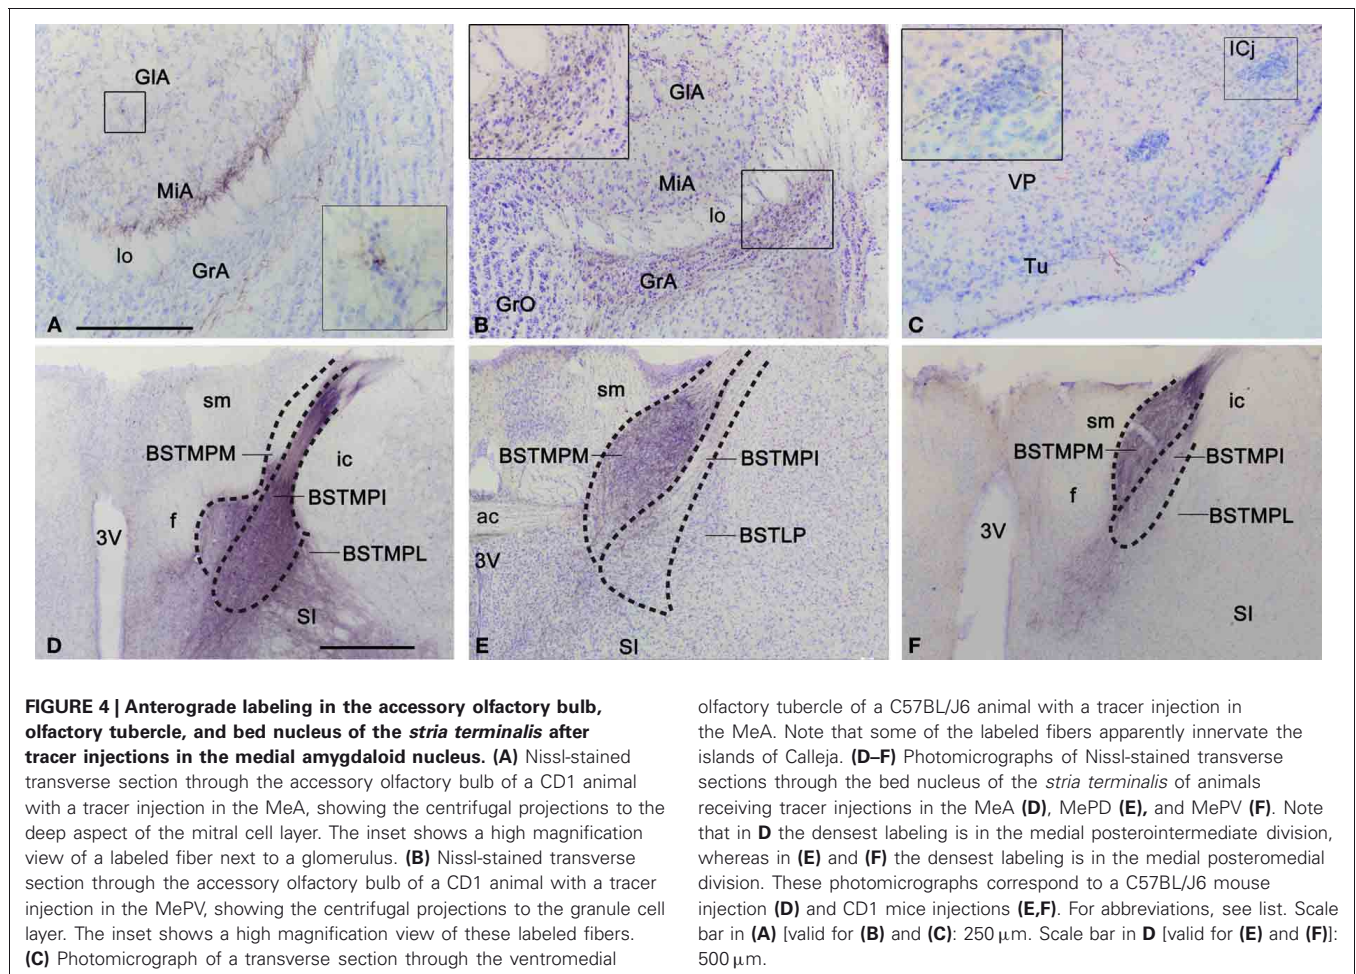 GlA
MiA
lo
GrA
A
GlA
MiA
lo
GrA
GrO
B
ICj
VP
Tu
C
sm
BSTMPM
ic
BSTMPI
f
3V
BSTMPL
SI
D
sm
BSTMPM
BSTMPI
ac
BSTLP
3V
SI
E
sm
ic
BSTMPM
BSTMPI
f
BSTMPL
3V
SI
F
FIGURE 4 | Anterograde labeling in the accessory olfactory bulb,
olfactory tubercle, and bed nucleus of the stria terminalis after
tracer injections in the medial amygdaloid nucleus. (A) Nissl-stained
transverse section through the accessory olfactory bulb of a CD1 animal
with a tracer injection in the MeA, showing the centrifugal projections to the
deep aspect of the mitral cell layer. The inset shows a high magnification
view of a labeled fiber next to a glomerulus. (B) Nissl-stained transverse
section through the accessory olfactory bulb of a CD1 animal with a tracer
injection in the MePV, showing the centrifugal projections to the granule cell
layer. The inset shows a high magnification view of these labeled fibers.
(C) Photomicrograph of a transverse section through the ventromedial
olfactory tubercle of a C57BL/J6 animal with a tracer injection in
the MeA. Note that some of the labeled fibers apparently innervate the
islands of Calleja. (D–F) Photomicrographs of Nissl-stained transverse
sections through the bed nucleus of the stria terminalis of animals
receiving tracer injections in the MeA (D), MePD (E), and MePV (F). Note
that in D the densest labeling is in the medial posterointermediate division,
whereas in (E) and (F) the densest labeling is in the medial posteromedial
division. These photomicrographs correspond to a C57BL/J6 mouse
injection (D) and CD1 mice injections (E,F). For abbreviations, see list. Scale
bar in (A) [valid for (B) and (C): 250 μm. Scale bar in D [valid for (E) and (F)]:
500 μm.